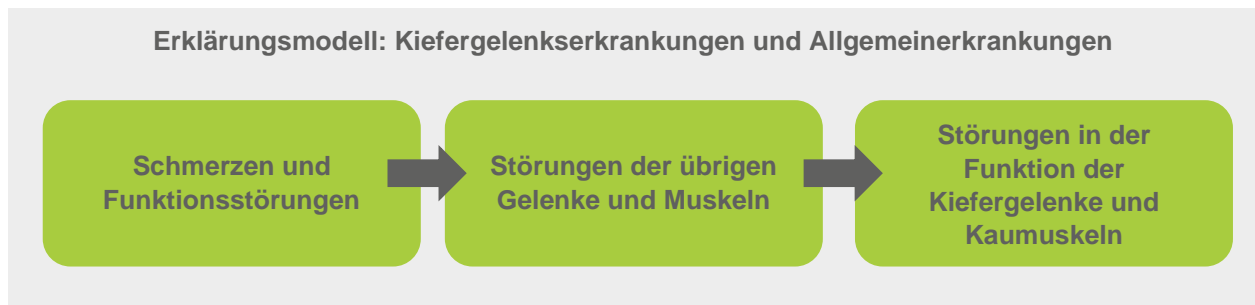 Erklärungsmodell: Kiefergelenkserkrankungen und Allgemeinerkrankungen
Schmerzen und
Funktionsstörungen
Störungen der übrigen
Gelenke und Muskeln
Störungen in der
Funktion der
Kiefergelenke und
Kaumuskeln